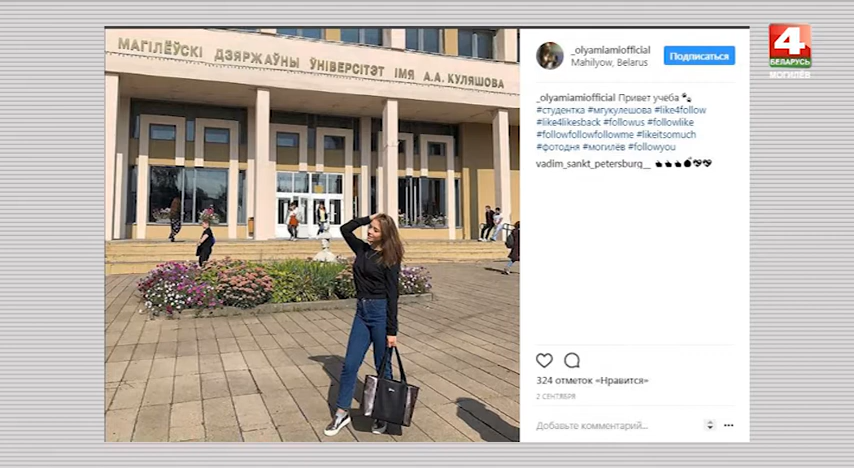 МАГІЛЁЎСКІ ДЗЯРЖАЎНЫ ЎНІВЕРСІТЭТ ІМЯ А.А. КУЛЯШОВА
_olyamiamiofficial
Mahilyow, Belarus
Подписаться
4
БЕЛАРУСЬ
МОГИЛЕВ
_olyamiamiofficial Привет учеба
#студентка #мгукулешова #like4follow
#like4likesback #followus #followlike
#followfollowfollowme #likeitsomuch
#фотодня #могилёв #followyou
vadim_sankt_petersburg__
324 отметок «Нравится»
2 СЕНТЯБРЯ
Добавьте комментарий...